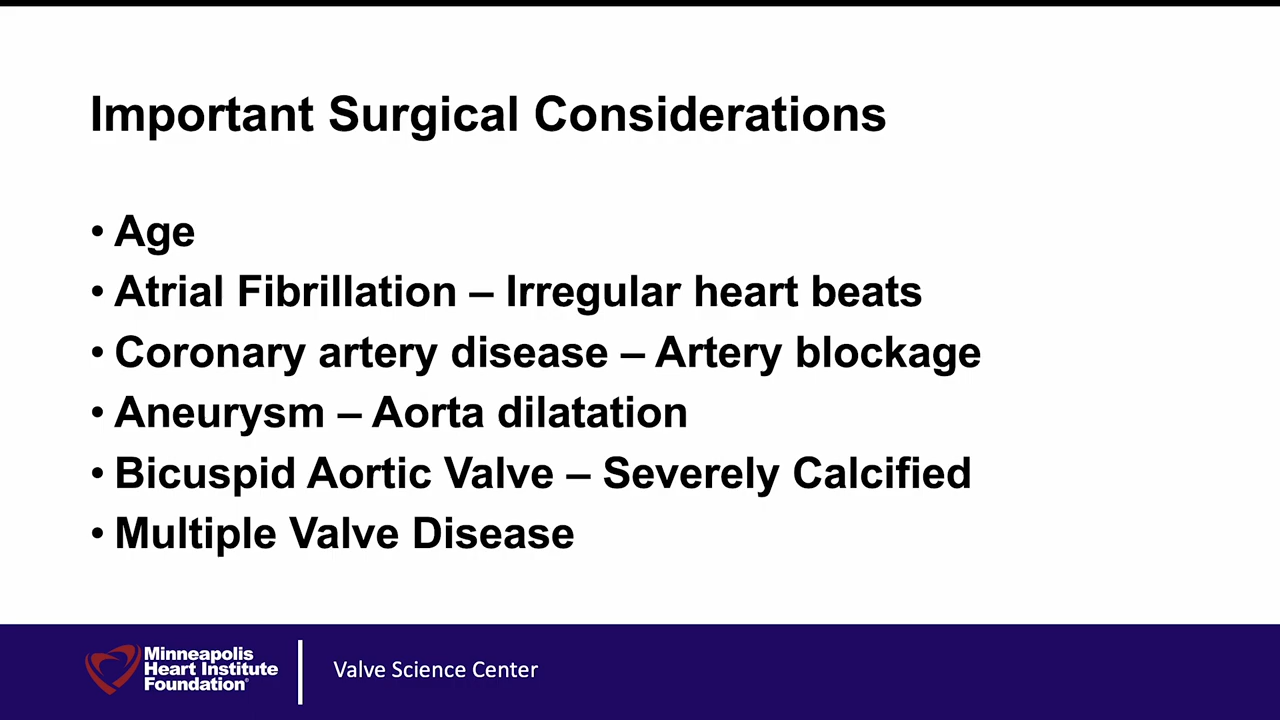 Important Surgical Considerations
• Age
• Atrial Fibrillation – Irregular heart beats
• Coronary artery disease – Artery blockage
• Aneurysm – Aorta dilatation
• Bicuspid Aortic Valve – Severely Calcified
• Multiple Valve Disease
Minneapolis
Heart Institute
Foundation®
Valve Science Center